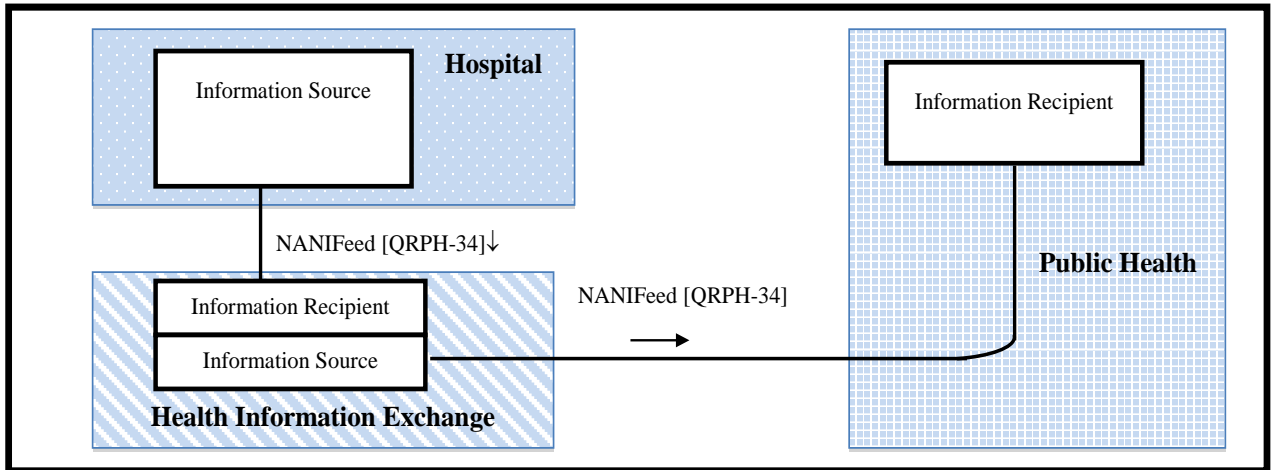 Hospital
Information Source
Information Recipient
NANIFeed [QRPH-34]↓
Public Health
NANIFeed [QRPH-34]
Information Recipient
Information Source
Health Information Exchange